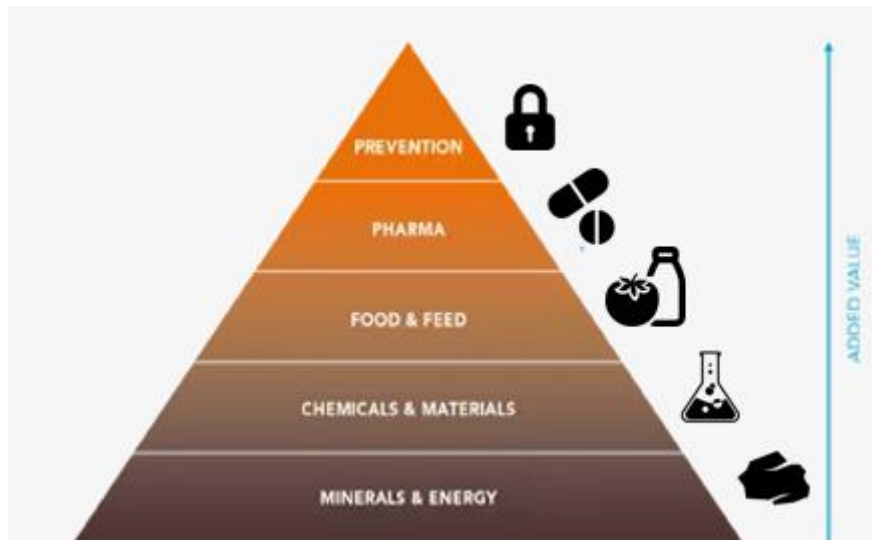 PREVENTION
PHARMA
FOOD & FEED
CHEMICALS & MATERIALS
MINERALS & ENERGY
ADDED VALUE